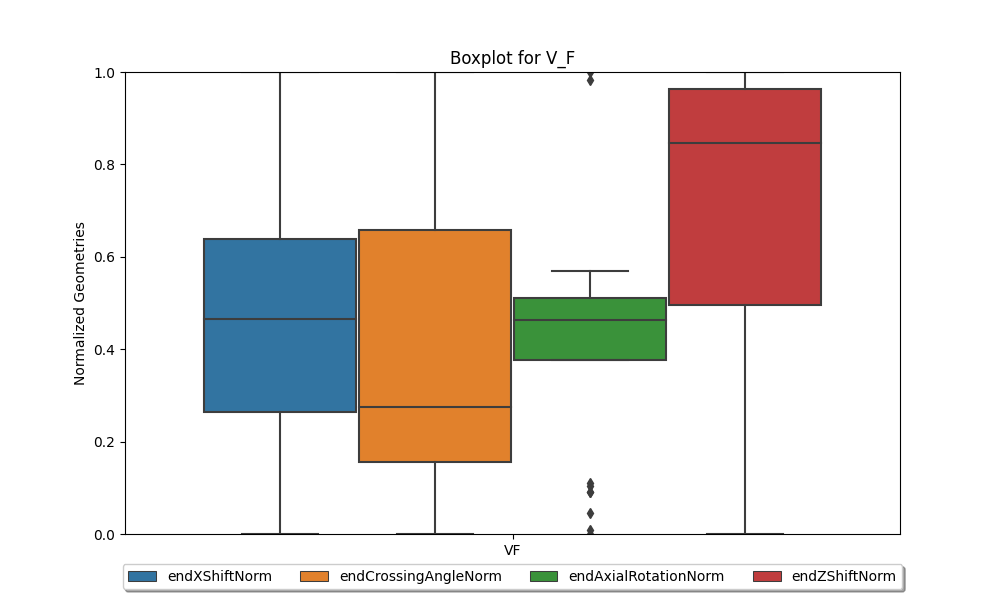 Boxplot for V_F
1.0
0.8
0.6
0.4
0.2
0.0
Normalized Geometries
VF
endXShiftNorm endCrossingAngleNorm endAxialRotationNorm endZShiftNorm